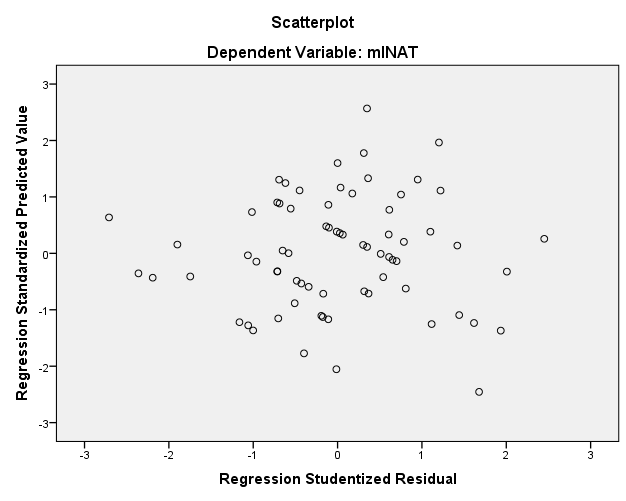 Scatterplot
Dependent Variable: mINAT
Regression Standardized Predicted Value
3
2
1
0
-1
-2
-3
-3 -2 -1 0 1 2 3
Regression Studentized Residual